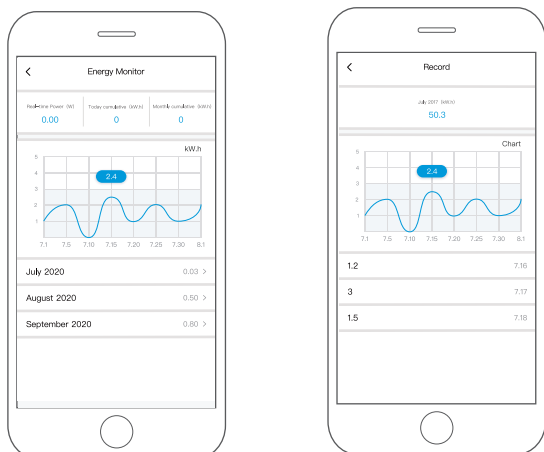 Energy Monitor
Real-time Power (W) Today cumulative (kW.h) Monthly cumulative (kW.h)
0.00 0 0
kW.h
5
4
3
2
1
2.4
7.1 7.5 7.10 7.15 7.20 7.25 7.30 8.1
July 2020 0.03 >
August 2020 0.50 >
September 2020 0.80 >
Record
July 2017 (kW.h)
50.3
Chart
5
4
3
2
1
2.4
7.1 7.5 7.10 7.15 7.20 7.25 7.30 8.1
1.2 7.16
3 7.17
1.5 7.18